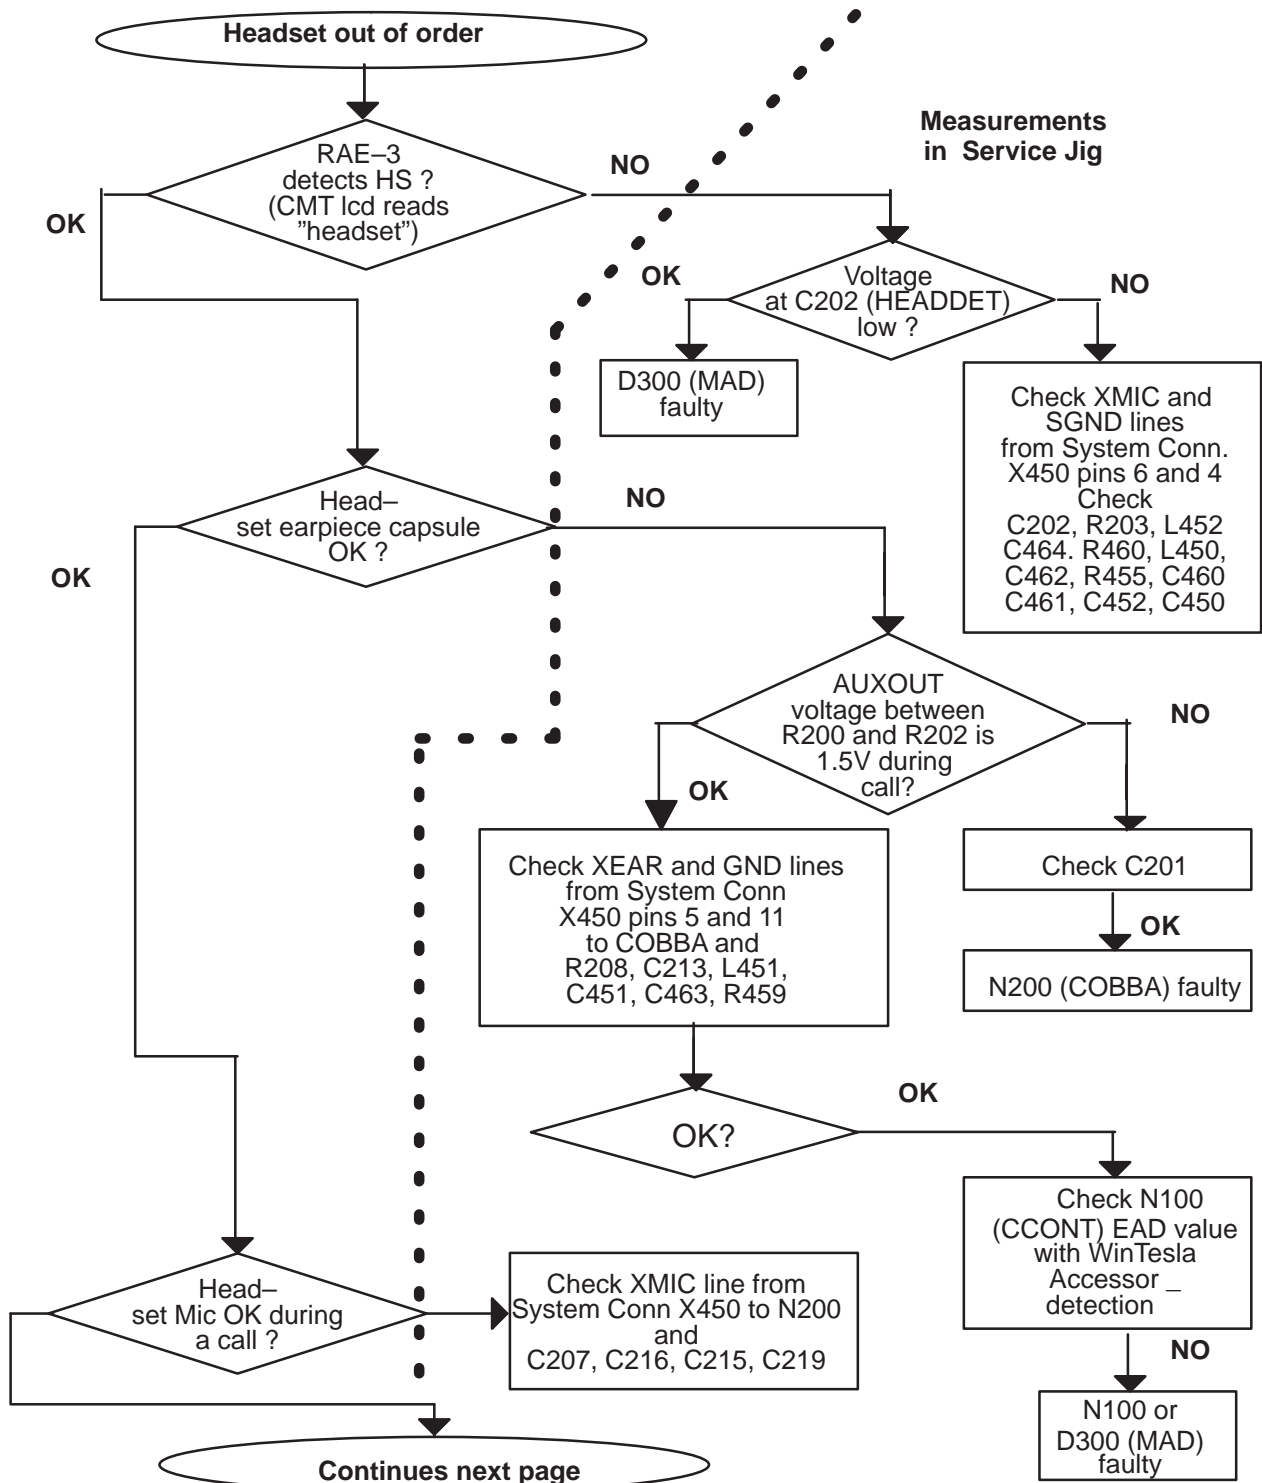 Headset out of order
Measurements
in Service Jig
RAE–3
detects HS ?
(CMT lcd reads
”headset”)
NO
OK
Voltage
at C202 (HEADDET)
low ?
OK
NO
D300 (MAD)
faulty
Check XMIC and
SGND lines
from System Conn.
X450 pins 6 and 4
Check
C202, R203, L452
C464. R460, L450,
C462, R455, C460
C461, C452, C450
Head–
set earpiece capsule
OK ?
NO
OK
AUXOUT
voltage between
R200 and R202 is
1.5V during
call?
NO
OK
Check XEAR and GND lines
from System Conn
X450 pins 5 and 11
to COBBA and
R208, C213, L451,
C451, C463, R459
Check C201
OK
N200 (COBBA) faulty
OK?
OK
Check N100
(CCONT) EAD value
with WinTesla
Accessor _
detection
NO
N100 or
D300 (MAD)
faulty
Head–
set Mic OK during
a call ?
Check XMIC line from
System Conn X450 to N200
and
C207, C216, C215, C219
Continues next page